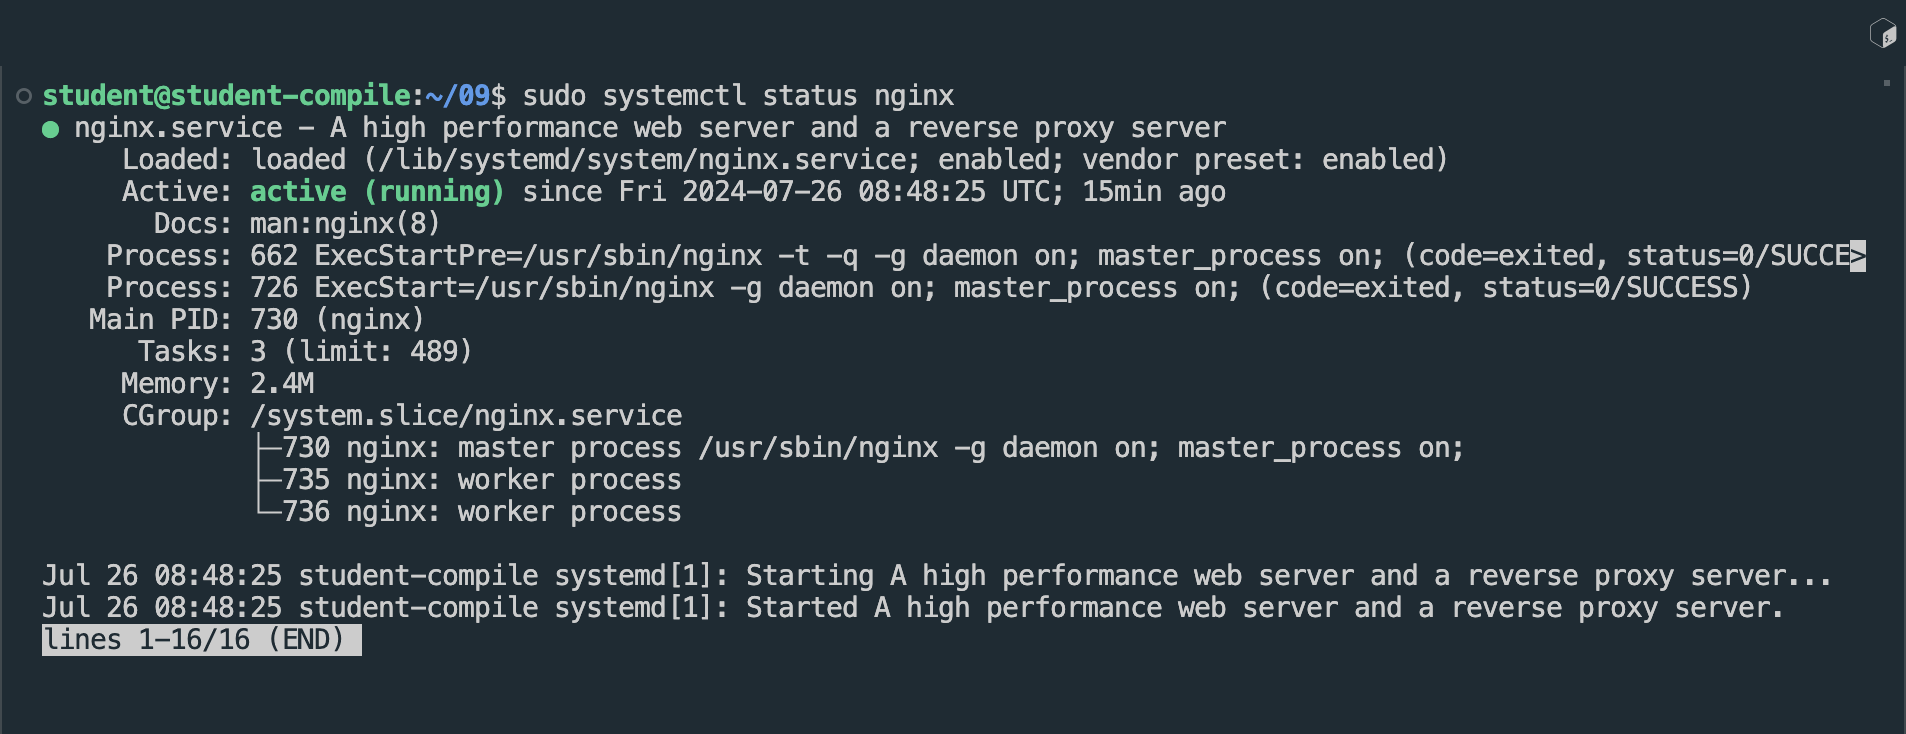 student@student-compile:~/09$ sudo systemctl status nginx
● nginx.service - A high performance web server and a reverse proxy server
     Loaded: loaded (/lib/systemd/system/nginx.service; enabled; vendor preset: enabled)
     Active: active (running) since Fri 2024-07-26 08:48:25 UTC; 15min ago
       Docs: man:nginx(8)
    Process: 662 ExecStartPre=/usr/sbin/nginx -t -q -g daemon on; master_process on; (code=exited, status=0/SUCCE>
    Process: 726 ExecStart=/usr/sbin/nginx -g daemon on; master_process on; (code=exited, status=0/SUCCESS)
   Main PID: 730 (nginx)
      Tasks: 3 (limit: 489)
     Memory: 2.4M
     CGroup: /system.slice/nginx.service
             ├─730 nginx: master process /usr/sbin/nginx -g daemon on; master_process on;
             ├─735 nginx: worker process
             └─736 nginx: worker process

Jul 26 08:48:25 student-compile systemd[1]: Starting A high performance web server and a reverse proxy server...
Jul 26 08:48:25 student-compile systemd[1]: Started A high performance web server and a reverse proxy server.
lines 1-16/16 (END)